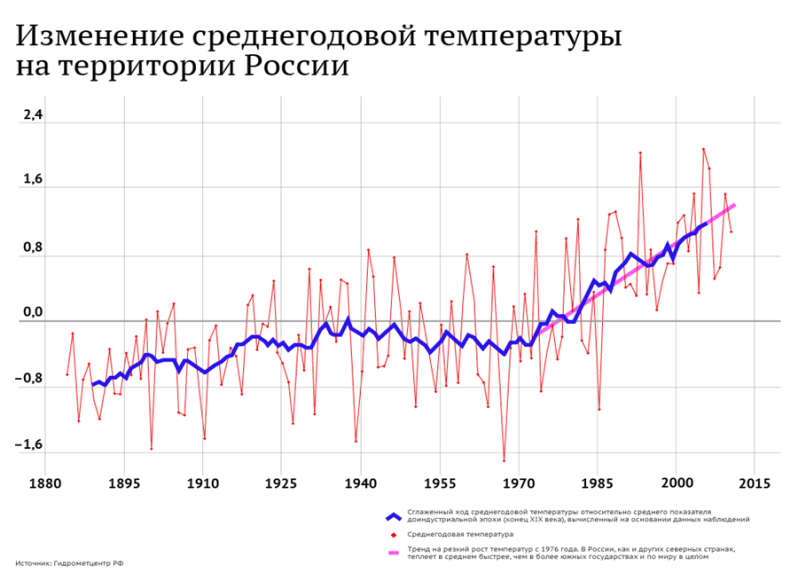 Изменение среднегодовой температуры
на территории России
2,4
1,6
0,8
0,0
–0,8
–1,6
1880 1895 1910 1925 1940 1955 1970 1985 2000 2015
Сглаженный ход среднегодовой температуры относительно среднего показателя
доиндустриальной эпохи (конец XIX века), вычисленный на основании данных наблюдений
Среднегодовая температура
Тренд на резкий рост температур с 1976 года. В России, как и других северных странах,
теплеет в среднем быстрее, чем в более южных государствах и по миру в целом
Источник: Гидрометцентр РФ